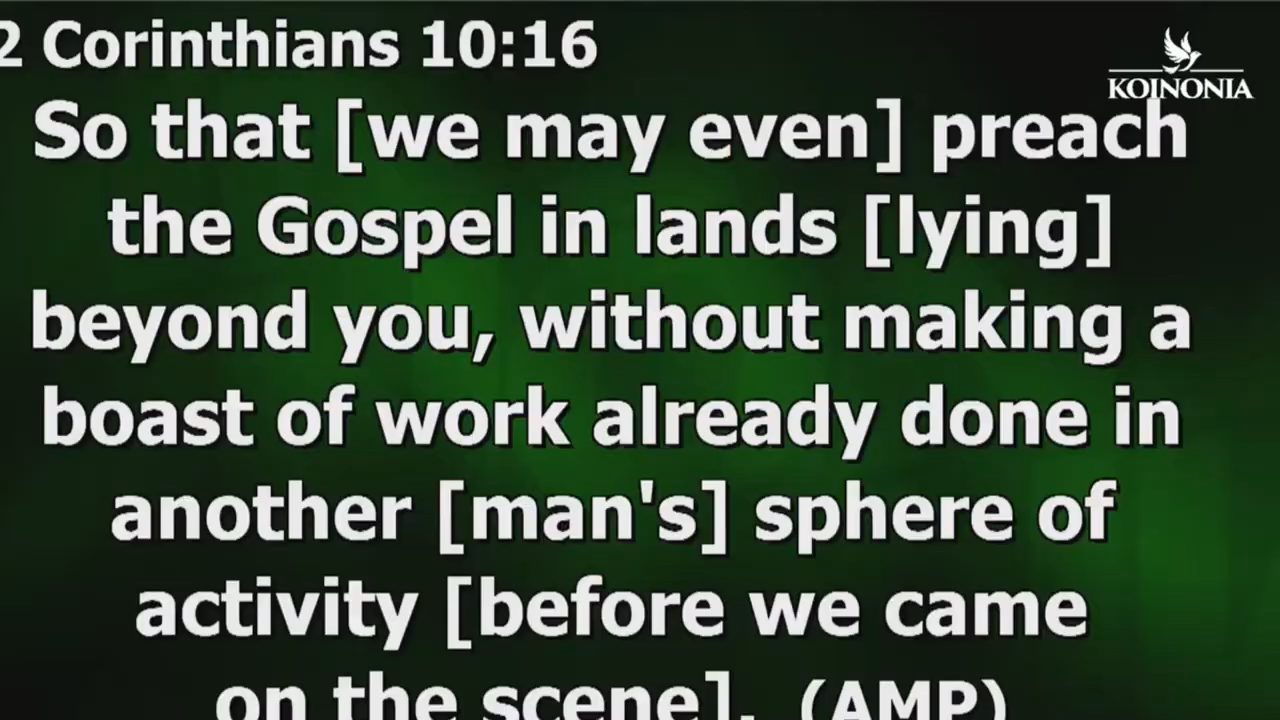 2 Corinthians 10:16
KOINONIA
So that [we may even] preach
the Gospel in lands [lying]
beyond you, without making a
boast of work already done in
another [man's] sphere of
activity [before we came
on the scene]. (AMP)